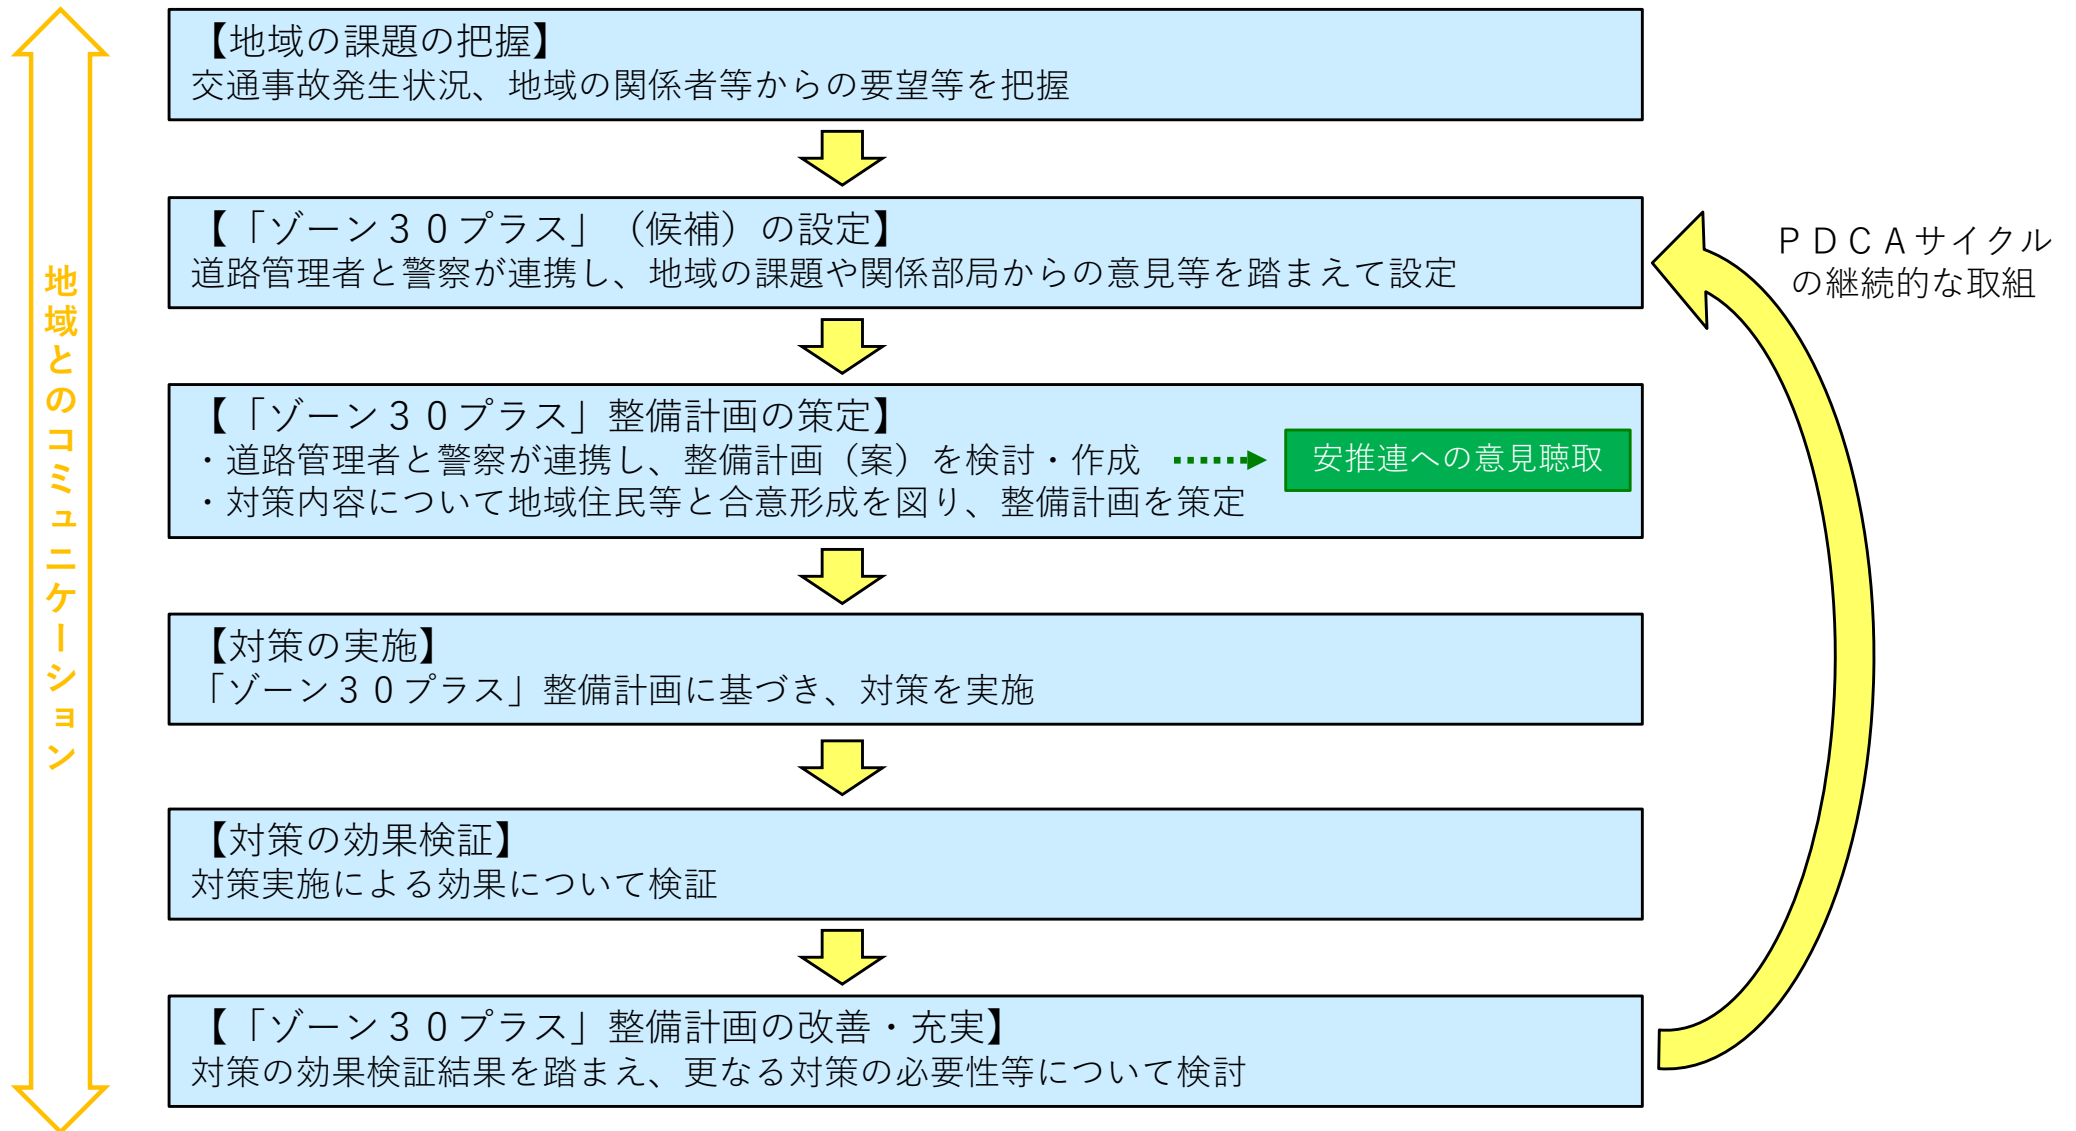 【地域の課題の把握】
交通事故発生状況、地域の関係者等からの要望等を把握
【「ゾーン３０プラス」（候補）の設定】
道路管理者と警察が連携し、地域の課題や関係部局からの意見等を踏まえて設定
【「ゾーン３０プラス」整備計画の策定】
・道路管理者と警察が連携し、整備計画（案）を検討・作成
安推連への意見聴取
・対策内容について地域住民等と合意形成を図り、整備計画を策定
【対策の実施】
「ゾーン３０プラス」整備計画に基づき、対策を実施
【対策の効果検証】
対策実施による効果について検証
【「ゾーン３０プラス」整備計画の改善・充実】
対策の効果検証結果を踏まえ、更なる対策の必要性等について検討
地域とのコミュニケーション
ＰＤＣＡサイクル
の継続的な取組